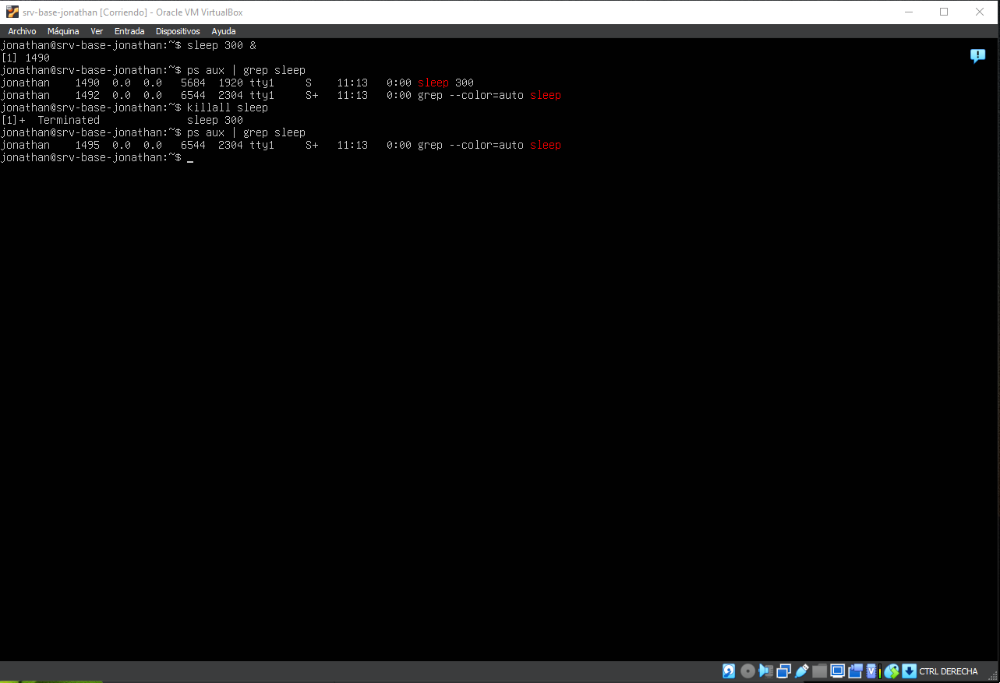 srv-base-jonathan [Corriendo] - Oracle VM VirtualBox
Archivo Máquina Ver Entrada Dispositivos Ayuda
jonathan@srv-base-jonathan:~$ sleep 300 &
[1] 1490
jonathan@srv-base-jonathan:~$ ps aux | grep sleep
jonathan    1490  0.0  0.0   5684  1920 tty1     S    11:13   0:00 sleep 300
jonathan    1492  0.0  0.0   6544  2304 tty1     S+   11:13   0:00 grep --color=auto sleep
jonathan@srv-base-jonathan:~$ killall sleep
[1]+  Terminated              sleep 300
jonathan@srv-base-jonathan:~$ ps aux | grep sleep
jonathan    1495  0.0  0.0   6544  2304 tty1     S+   11:13   0:00 grep --color=auto sleep
jonathan@srv-base-jonathan:~$ _
CTRL DERECHA